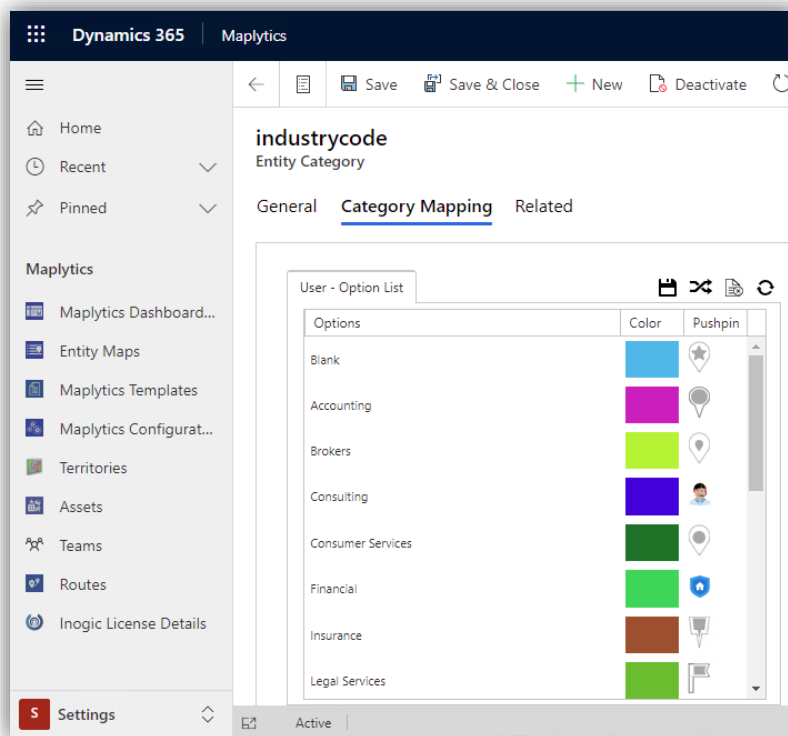 Dynamics 365 Maplytics
Save Save & Close New Deactivate
Home
Recent
Pinned
Maplytics
Maplytics Dashboard...
Entity Maps
Maplytics Templates
Maplytics Configurat...
Territories
Assets
Teams
Routes
Inogic License Details
S Settings
industrycode
Entity Category
General Category Mapping Related
User - Option List
Options Color Pushpin
Blank
Accounting
Brokers
Consulting
Consumer Services
Financial
Insurance
Legal Services
Active